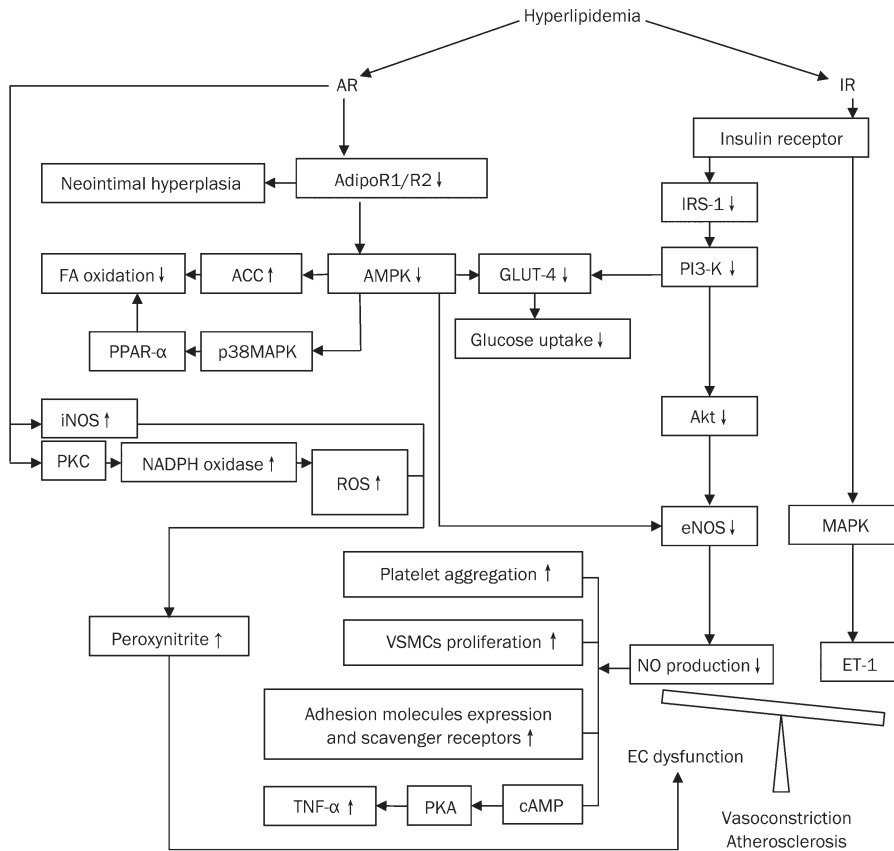 Hyperlipidemia
AR
IR
Insulin receptor
Neointimal hyperplasia
AdipoR1/R2 ↓
IRS-1 ↓
FA oxidation ↓
ACC ↑
AMPK ↓
GLUT-4 ↓
PI3-K ↓
PPAR-α
p38MAPK
Glucose uptake ↓
iNOS ↑
Akt ↓
PKC
NADPH oxidase ↑
ROS ↑
eNOS ↓
MAPK
Platelet aggregation ↑
Peroxynitrite ↑
VSMCs proliferation ↑
NO production ↓
ET-1
Adhesion molecules expression
and scavenger receptors ↑
EC dysfunction
TNF-α ↑
PKA
cAMP
Vasoconstriction
Atherosclerosis